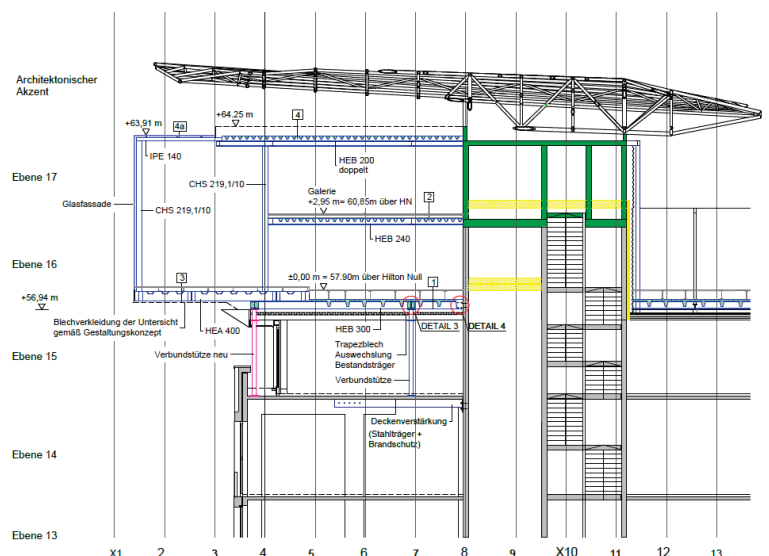 Architektonischer
Akzent
+63,91 m
4a
+64.25 m
4
IPE 140
HEB 200
doppelt
Ebene 17
CHS 219,1/10
Galerie
+2,95 m= 60,85m über HN
2
Glasfassade
CHS 219,1/10
HEB 240
Ebene 16
3
±0,00 m = 57.90m über Hilton Null
1
+56,94 m
Blechverkleidung der Untersicht
gemäß Gestaltungskonzept
HEA 400
HEB 300
DETAIL 3
DETAIL 4
Ebene 15
Verbundstütze neu
Trapezblech
Auswechslung
Bestandsträger
Verbundstütze
Deckenverstärkung
(Stahlträger +
Brandschutz)
Ebene 14
Ebene 13
X1 2 3 4 5 6 7 8 9 X10 11 12 13